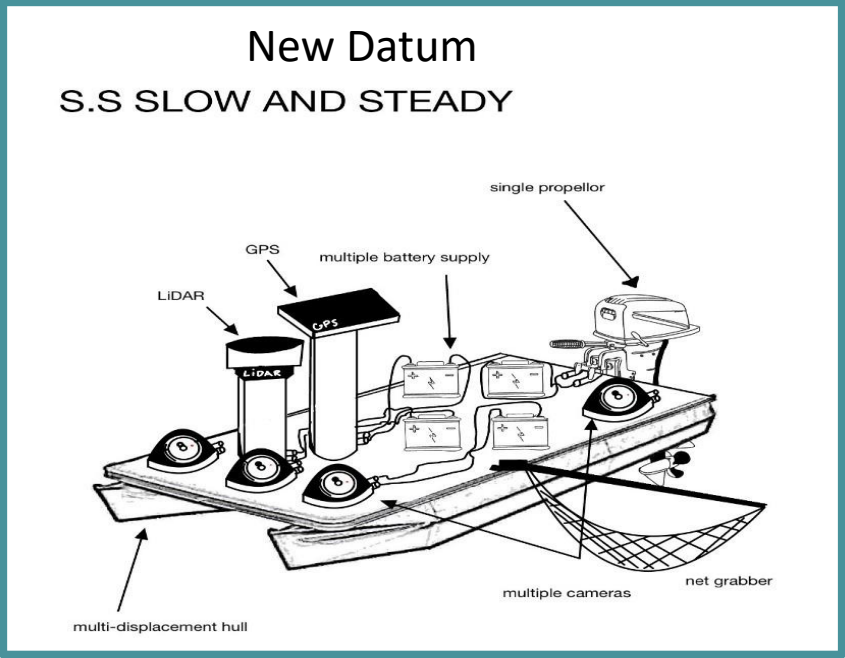 New Datum
S.S SLOW AND STEADY
single propellor
GPS
multiple battery supply
LiDAR
GPS
LiDAR
multiple cameras
net grabber
multi-displacement hull